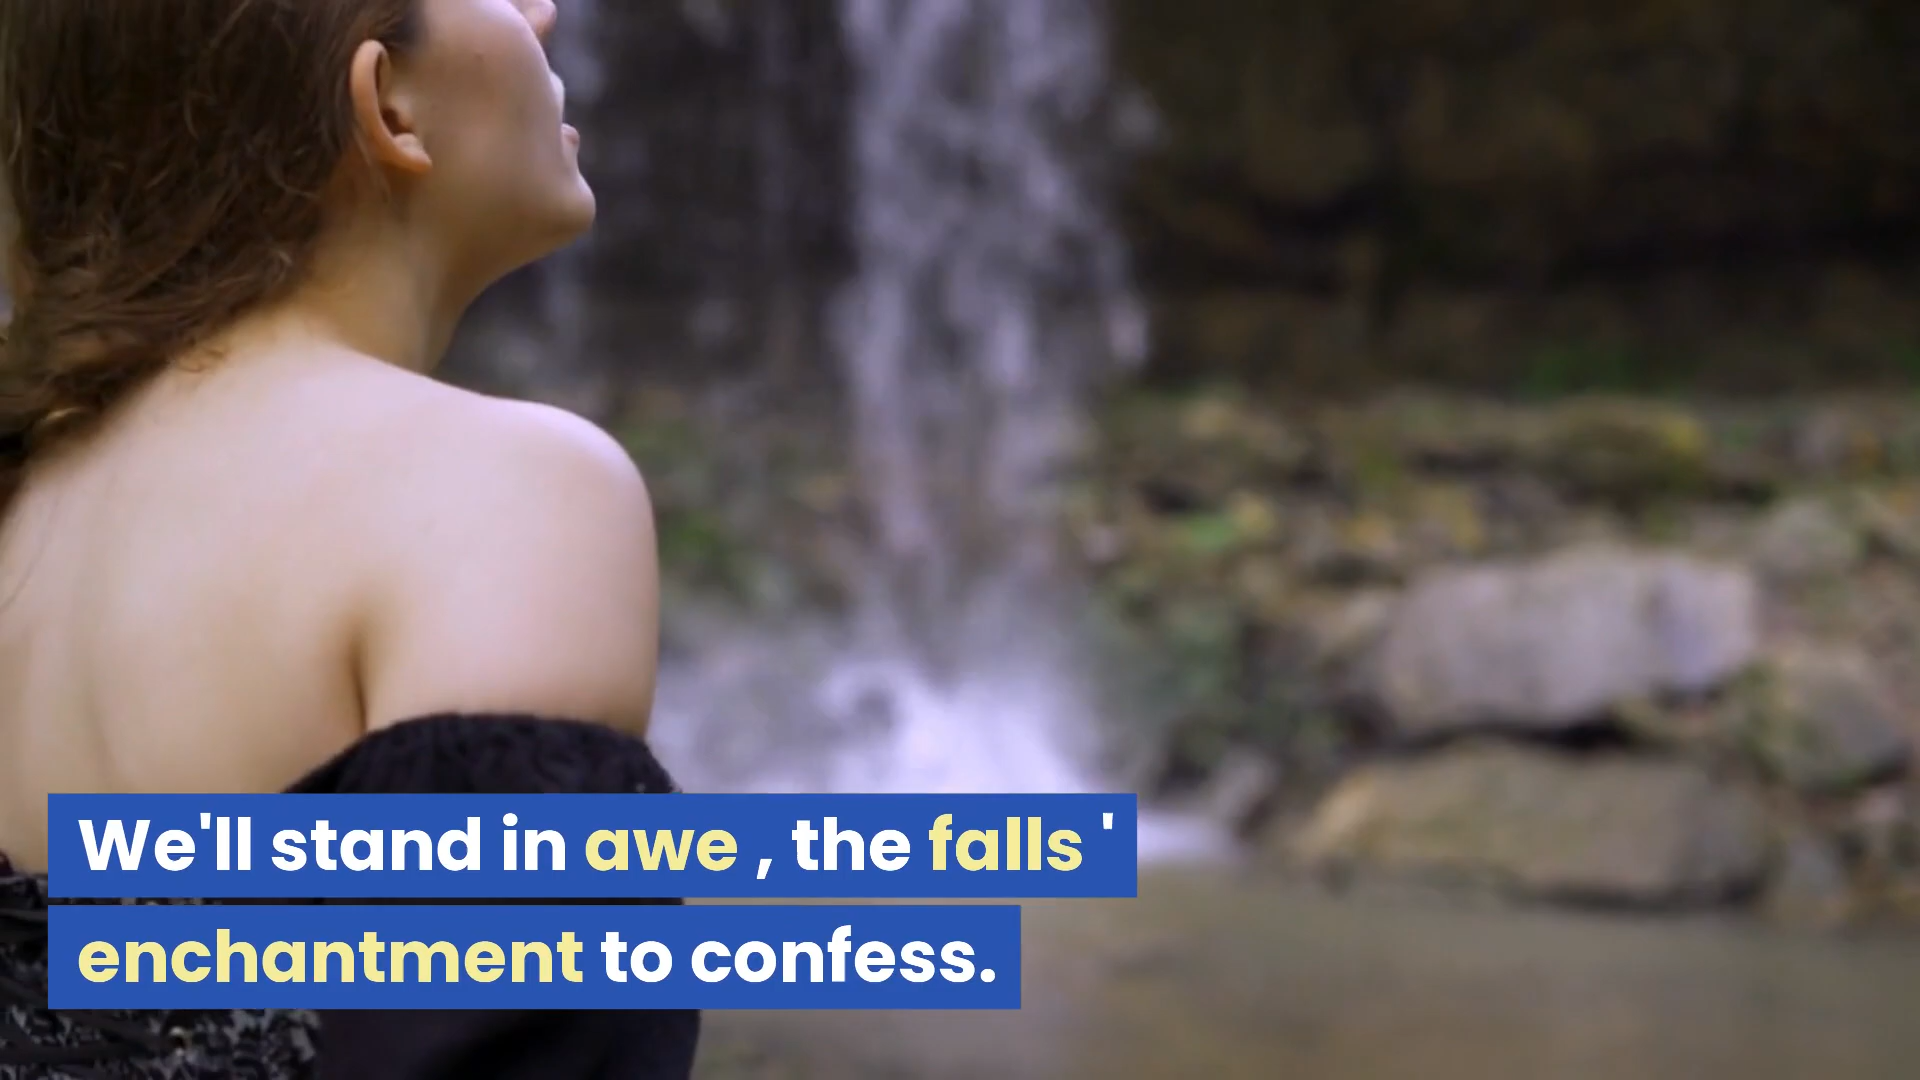 We'll stand in awe , the falls '
enchantment to confess.